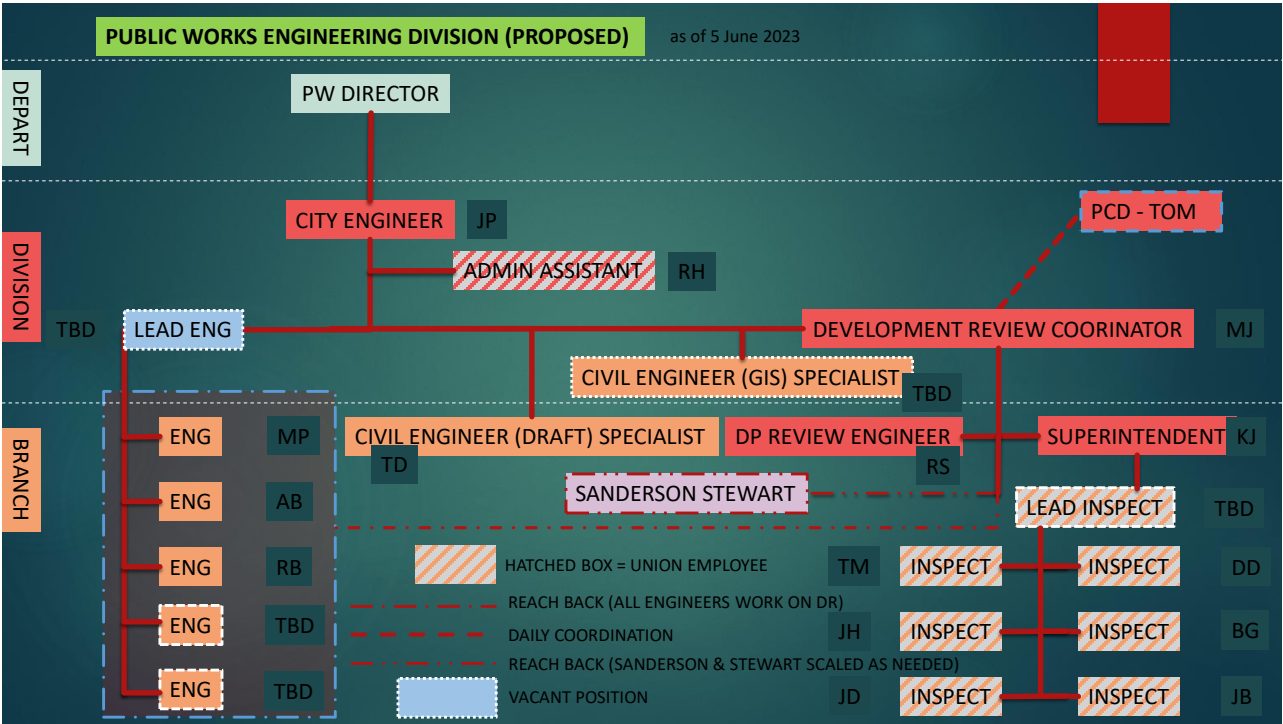 PUBLIC WORKS ENGINEERING DIVISION (PROPOSED)
as of 5 June 2023
DEPART
PW DIRECTOR
DIVISION
CITY ENGINEER
JP
PCD - TOM
ADMIN ASSISTANT
RH
TBD
LEAD ENG
DEVELOPMENT REVIEW COORINATOR
MJ
CIVIL ENGINEER (GIS) SPECIALIST
TBD
BRANCH
ENG
MP
CIVIL ENGINEER (DRAFT) SPECIALIST
TD
DP REVIEW ENGINEER
RS
SUPERINTENDENT
KJ
ENG
AB
SANDERSON STEWART
LEAD INSPECT
TBD
ENG
RB
HATCHED BOX = UNION EMPLOYEE
TM
INSPECT
INSPECT
DD
REACH BACK (ALL ENGINEERS WORK ON DR)
ENG
TBD
DAILY COORDINATION
JH
INSPECT
INSPECT
BG
REACH BACK (SANDERSON & STEWART SCALED AS NEEDED)
ENG
TBD
VACANT POSITION
JD
INSPECT
INSPECT
JB